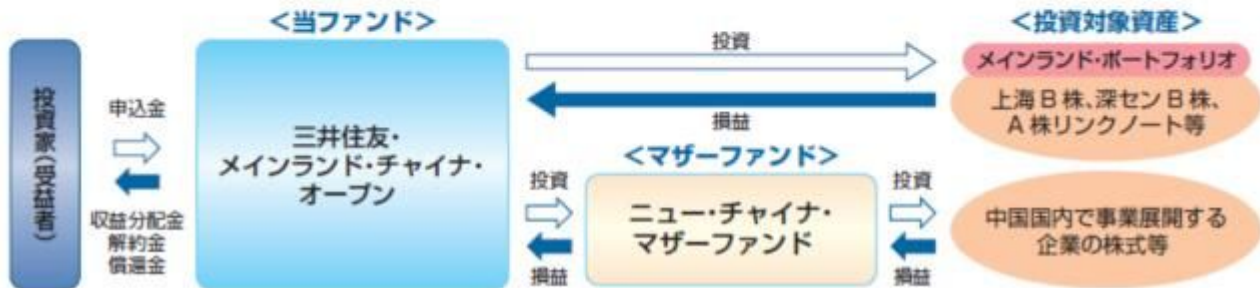 <当ファンド>
<投資対象資産>
投資家(受益者)
申込金
収益分配金
解約金
償還金
三井住友・
メインランド・チャイナ・
オープン
投資
損益
メインランド・ポートフォリオ
上海B株、深センB株、
A株リンクノート等
<マザーファンド>
投資
損益
ニュー・チャイナ・
マザーファンド
投資
損益
中国国内で事業展開する
企業の株式等